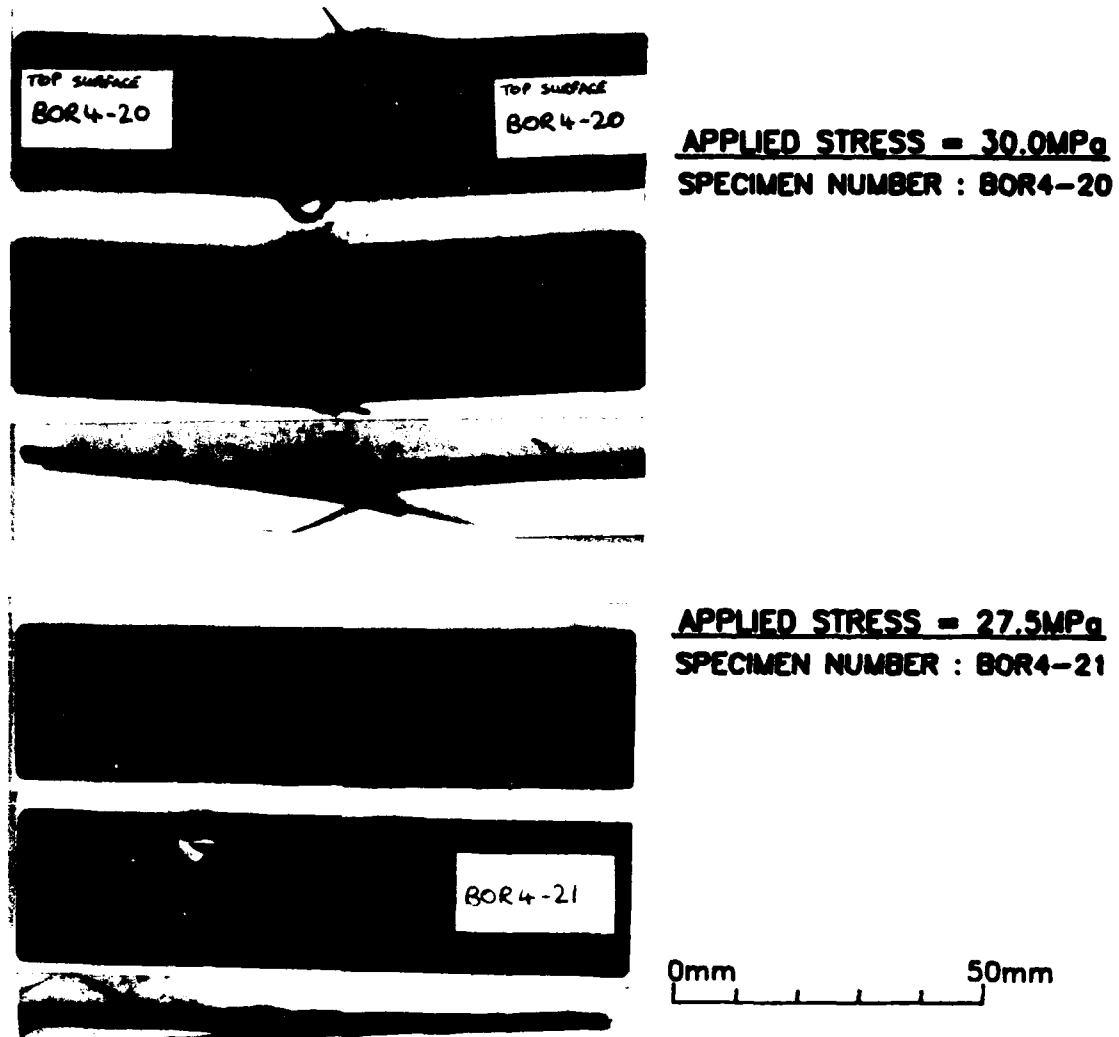 TOP SURFACE
BOR4-20
TOP SURFACE
BOR4-20
APPLIED STRESS = 30.0MPa
SPECIMEN NUMBER : BOR4-20
APPLIED STRESS = 27.5MPa
SPECIMEN NUMBER : BOR4-21
BOR4-21
0mm 50mm